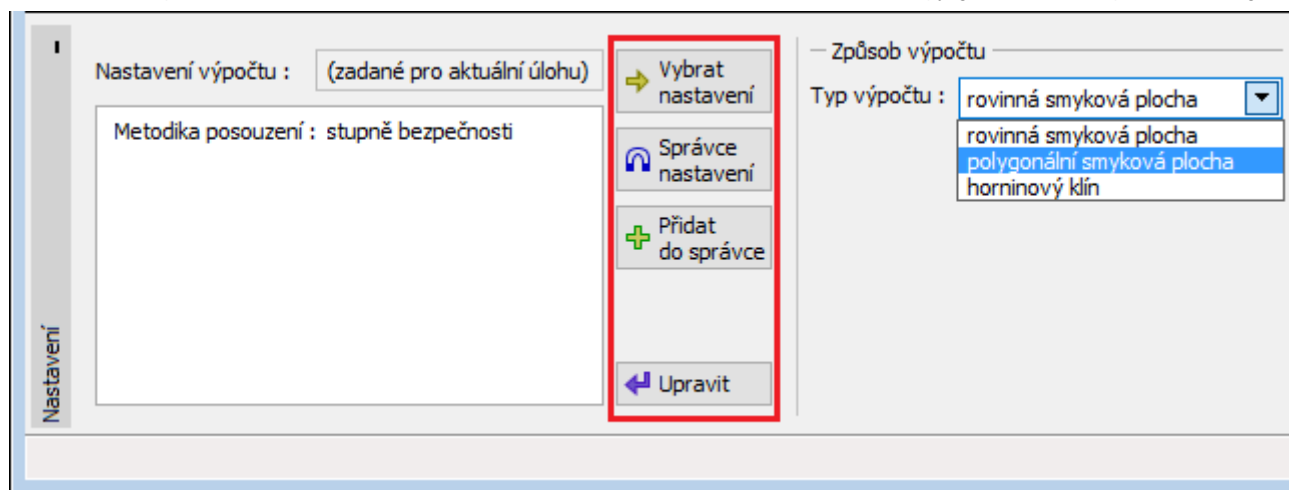 Nastavení výpočtu :
(zadané pro aktuální úlohu)
Metodika posouzení : stupně bezpečnosti
Vybrat
nastavení
Správce
nastavení
Přidat
do správce
Upravit
Způsob výpočtu
Typ výpočtu :
rovinná smyková plocha
rovinná smyková plocha
polygonální smyková plocha
horninový klín
Nastavení